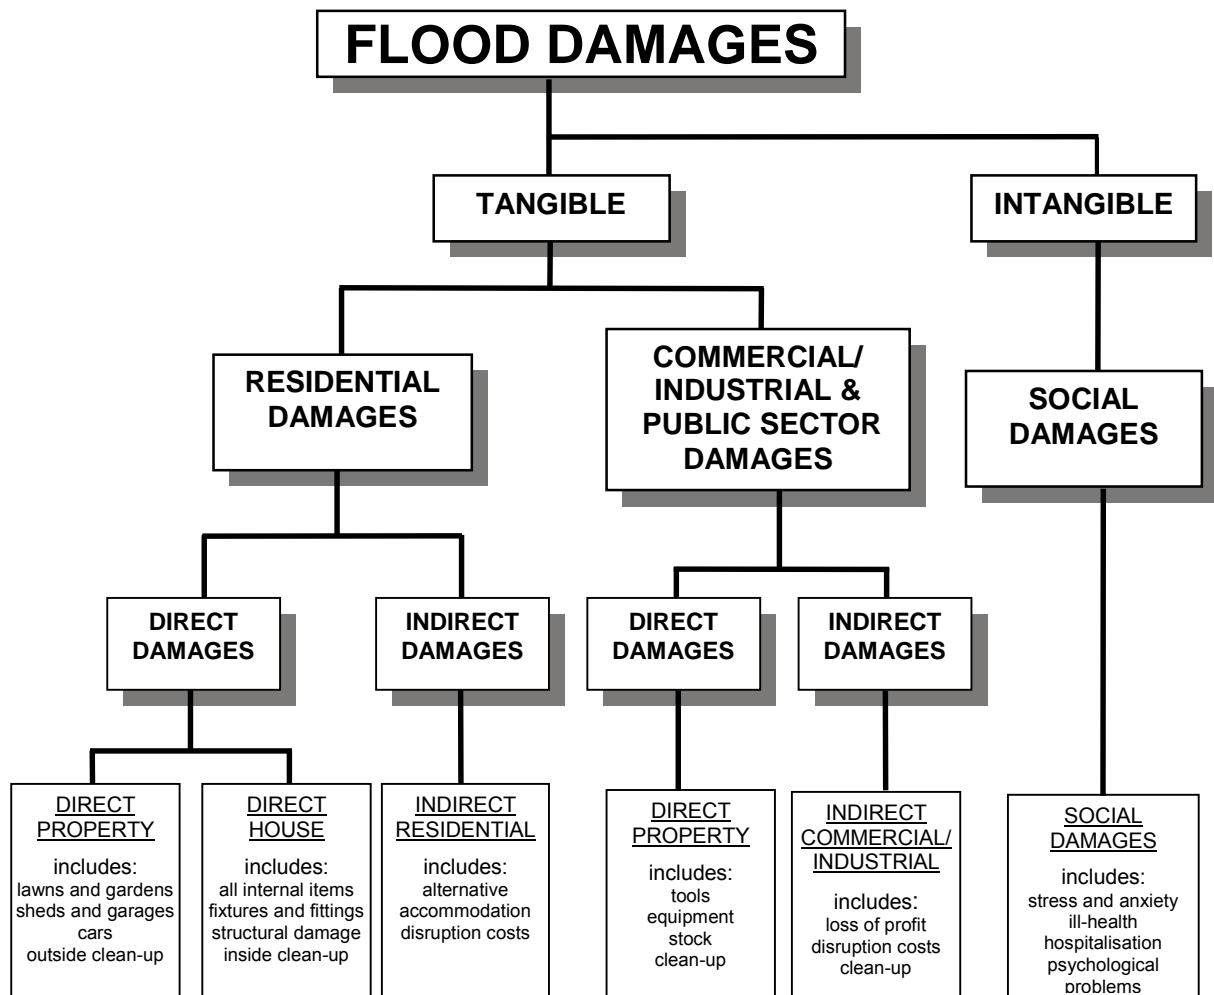 FLOOD DAMAGES
TANGIBLE
INTANGIBLE
RESIDENTIAL
DAMAGES
COMMERCIAL/
INDUSTRIAL &
PUBLIC SECTOR
DAMAGES
SOCIAL
DAMAGES
DIRECT
DAMAGES
INDIRECT
DAMAGES
DIRECT
DAMAGES
INDIRECT
DAMAGES
DIRECT
PROPERTY
includes:
lawns and gardens
sheds and garages
cars
outside clean-up
DIRECT
HOUSE
includes:
all internal items
fixtures and fittings
structural damage
inside clean-up
INDIRECT
RESIDENTIAL
includes:
alternative
accommodation
disruption costs
DIRECT
PROPERTY
includes:
tools
equipment
stock
clean-up
INDIRECT
COMMERCIAL/
INDUSTRIAL
includes:
loss of profit
disruption costs
clean-up
SOCIAL
DAMAGES
includes:
stress and anxiety
ill-health
hospitalisation
psychological
problems